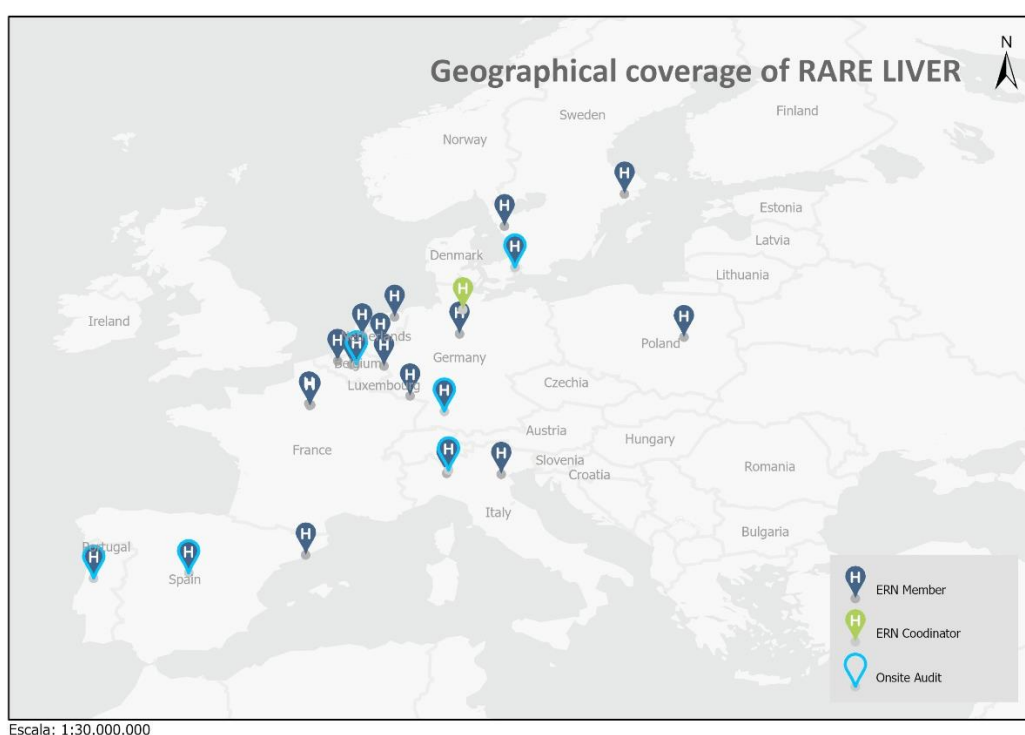 N
Geographical coverage of RARE LIVER
Finland
Sweden
Norway
H
H
Estonia
Latvia
H
Denmark
Lithuania
H
H
H
H
Ireland
H
H
Netherlands
H
Poland
H
H
H
Germany
Belgium
H
Luxembourg
H
H
Czechia
Austria
Hungary
France
H
H
Slovenia
Romania
Croatia
Italy
H
Bulgaria
Portugal
H
H
Spain
H
ERN Member
H
ERN Coodinator
Onsite Audit
Escala: 1:30.000.000